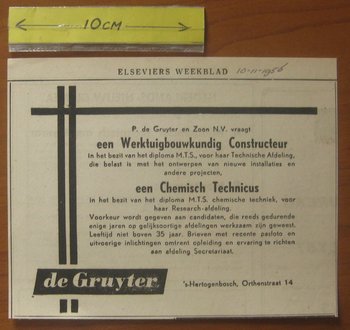 10CM
ELSEVIERS WEEKBLAD 10-11-1956
P. de Gruyter en Zoon N.V. vraagt
een Werktuigbouwkundig Constructeur
In het bezit van het diploma M.T.S., voor haar Technische Afdeling,
die belast is met het ontwerpen van nieuwe installaties en
andere projecten,
een Chemisch Technicus
in het bezit van het diploma M.T.S. chemische techniek, voor
haar Research-afdeling.
Voorkeur wordt gegeven aan candidaten, die reeds gedurende
enige jaren op gelijksoortige afdelingen werkzaam zijn geweest.
Leeftijd niet boven 35 jaar. Brieven met recente pasfoto en
uitvoerige inlichtingen omtrent opleiding en ervaring te richten
aan afdeling Secretariaat.
de Gruyter
's-Hertogenbosch, Orthenstraat 14